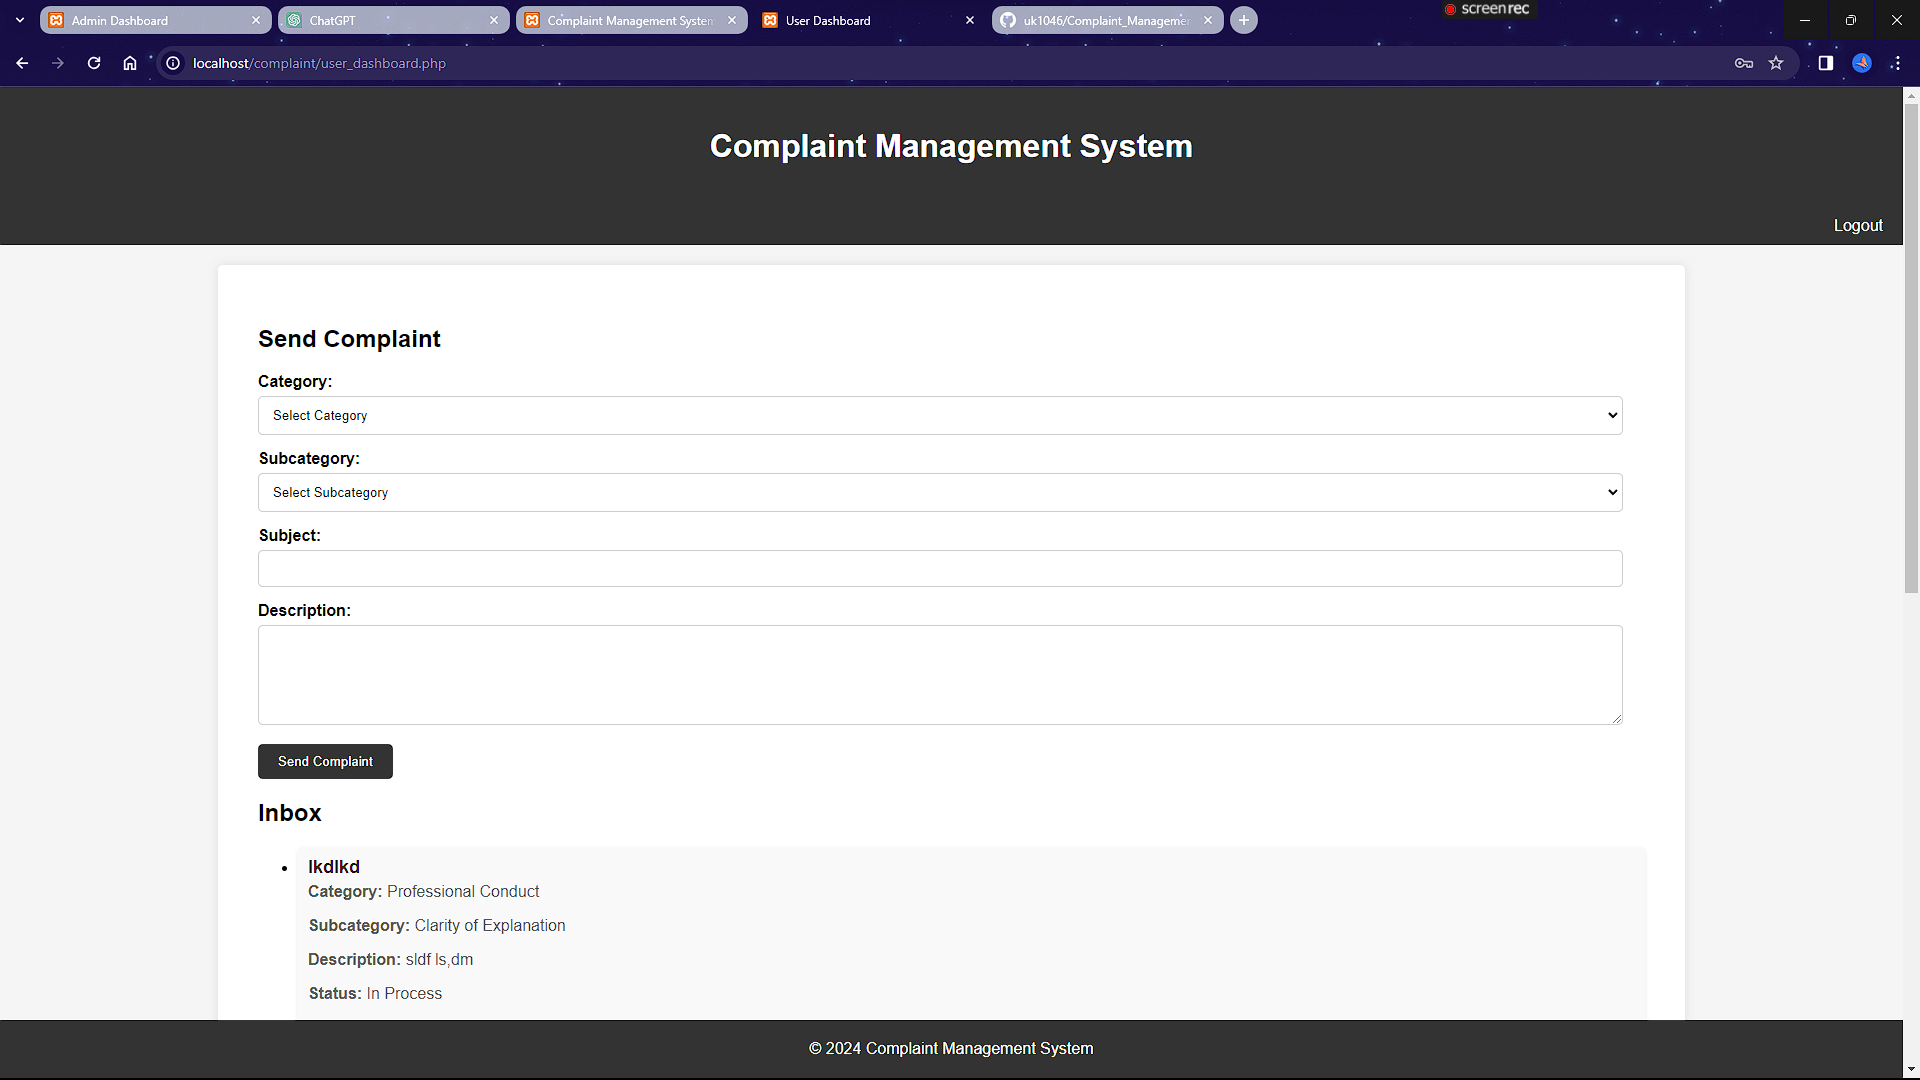 Admin Dashboard
ChatGPT
Complaint Management System
User Dashboard
uk1046/Complaint_Managemen
screenrec
localhost/complaint/user_dashboard.php
Complaint Management System
Logout
Send Complaint
Category:
Select Category
Subcategory:
Select Subcategory
Subject:
Description:
Send Complaint
Inbox
lkdlkd
Category: Professional Conduct
Subcategory: Clarity of Explanation
Description: sldf ls,dm
Status: In Process
© 2024 Complaint Management System